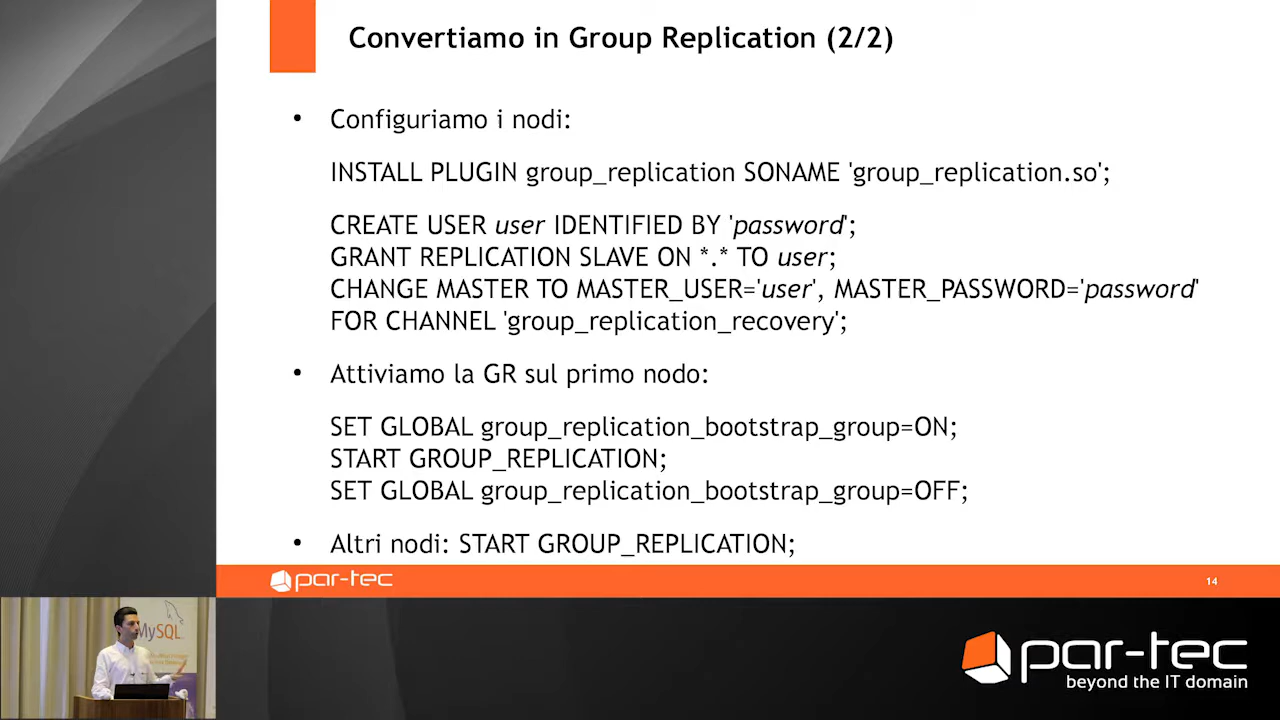 Convertiamo in Group Replication (2/2)
• Configuriamo i nodi:
INSTALL PLUGIN group_replication SONAME 'group_replication.so';
CREATE USER user IDENTIFIED BY 'password';
GRANT REPLICATION SLAVE ON *.* TO user;
CHANGE MASTER TO MASTER_USER='user', MASTER_PASSWORD='password'
FOR CHANNEL 'group_replication_recovery';
• Attiviamo la GR sul primo nodo:
SET GLOBAL group_replication_bootstrap_group=ON;
START GROUP_REPLICATION;
SET GLOBAL group_replication_bootstrap_group=OFF;
• Altri nodi: START GROUP_REPLICATION;
par-tec
14
MySQL
par-tec
beyond the IT domain